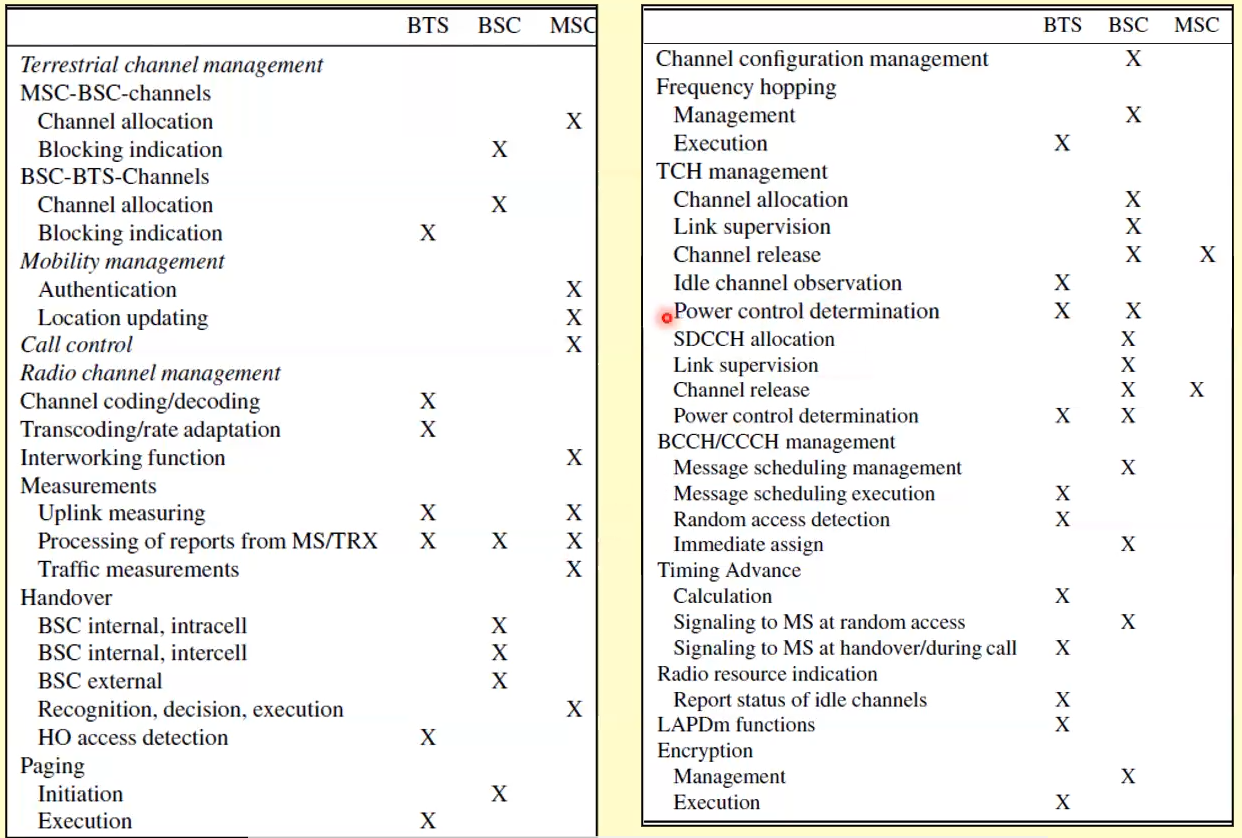 BTS BSC MSC
Terrestrial channel management
MSC-BSC-channels
Channel allocation X
Blocking indication X
BSC-BTS-Channels
Channel allocation X
Blocking indication X
Mobility management
Authentication X
Location updating X
Call control X
Radio channel management
Channel coding/decoding X
Transcoding/rate adaptation X
Interworking function X
Measurements
Uplink measuring X X
Processing of reports from MS/TRX X X X
Traffic measurements X
Handover
BSC internal, intracell X
BSC internal, intercell X
BSC external X
Recognition, decision, execution X
HO access detection X
Paging
Initiation X
Execution X
BTS BSC MSC
Channel configuration management X
Frequency hopping
Management X
Execution X
TCH management
Channel allocation X
Link supervision X
Channel release X X
Idle channel observation X
Power control determination X X
SDCCH allocation X
Link supervision X
Channel release X X
Power control determination X X
BCCH/CCCH management
Message scheduling management X
Message scheduling execution X
Random access detection X
Immediate assign X
Timing Advance
Calculation X
Signaling to MS at random access X
Signaling to MS at handover/during call X
Radio resource indication
Report status of idle channels X
LAPDm functions X
Encryption
Management X
Execution X